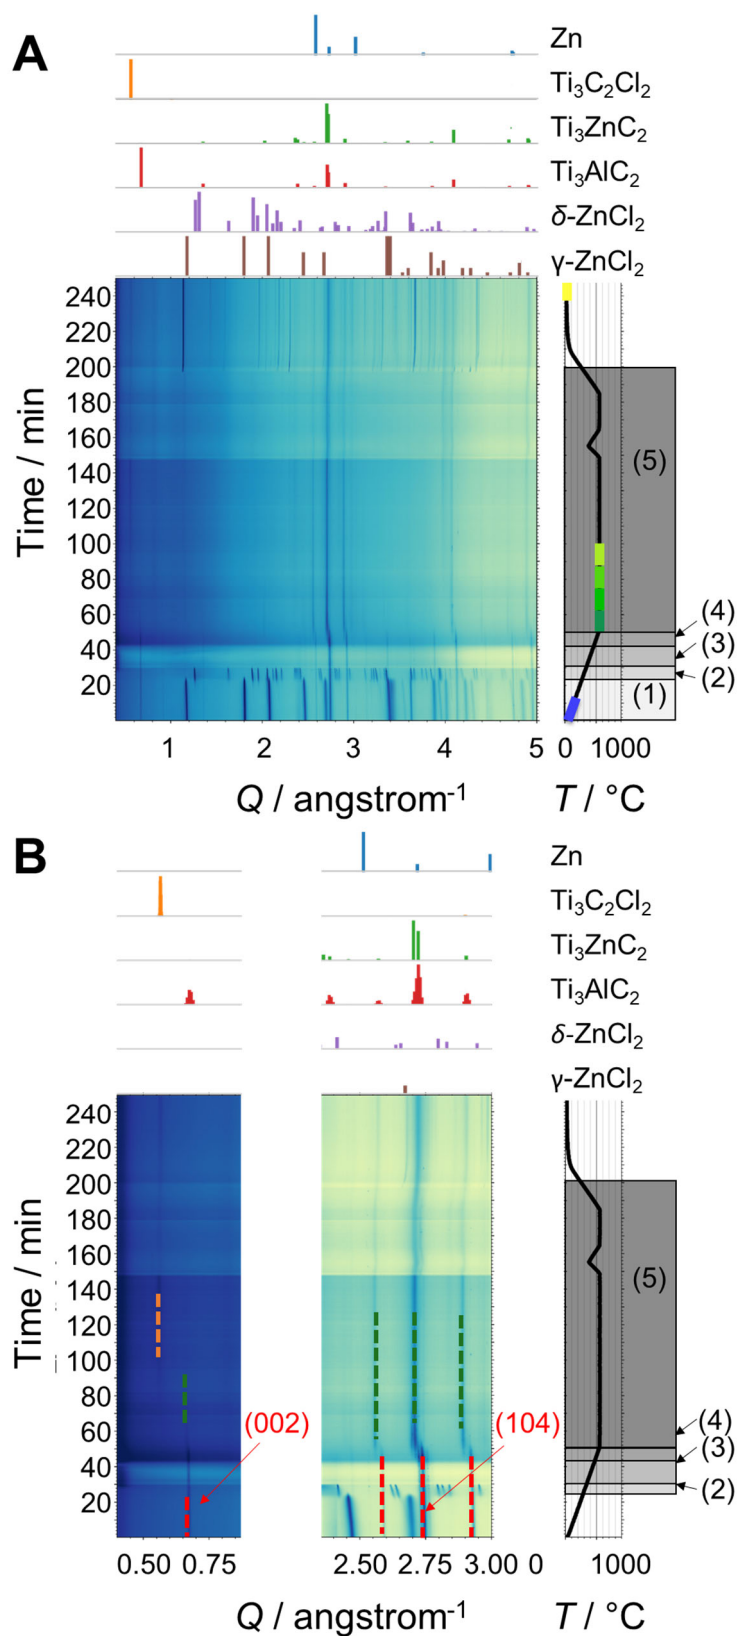 A
Zn
Ti3C2Cl2
Ti3ZnC2
Ti3AlC2
δ-ZnCl2
γ-ZnCl2
240
220
200
180
160
140
120
100
80
60
40
20
Time / min
(5)
(4)
(3)
(2)
(1)
1 2 3 4 5 0 1000
Q / angstrom-1 T / °C
B
Zn
Ti3C2Cl2
Ti3ZnC2
Ti3AlC2
δ-ZnCl2
γ-ZnCl2
240
220
200
180
160
140
120
100
80
60
40
20
Time / min
(002)
(104)
(5)
(4)
(3)
(2)
0.50 0.75 2.50 2.75 3.00 0 1000
Q / angstrom-1 T / °C